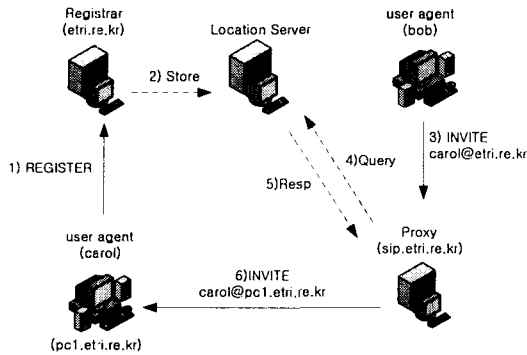 Registrar
(etri.re.kr)
Location Server
user agent
(bob)
2) Store
1) REGISTER
3) INVITE
carol@etri.re.kr
4)Query
5)Resp
user agent
(carol)
Proxy
(sip.etri.re.kr)
6)INVITE
carol@pc1.etri.re.kr
(pc1.etri.re.kr)